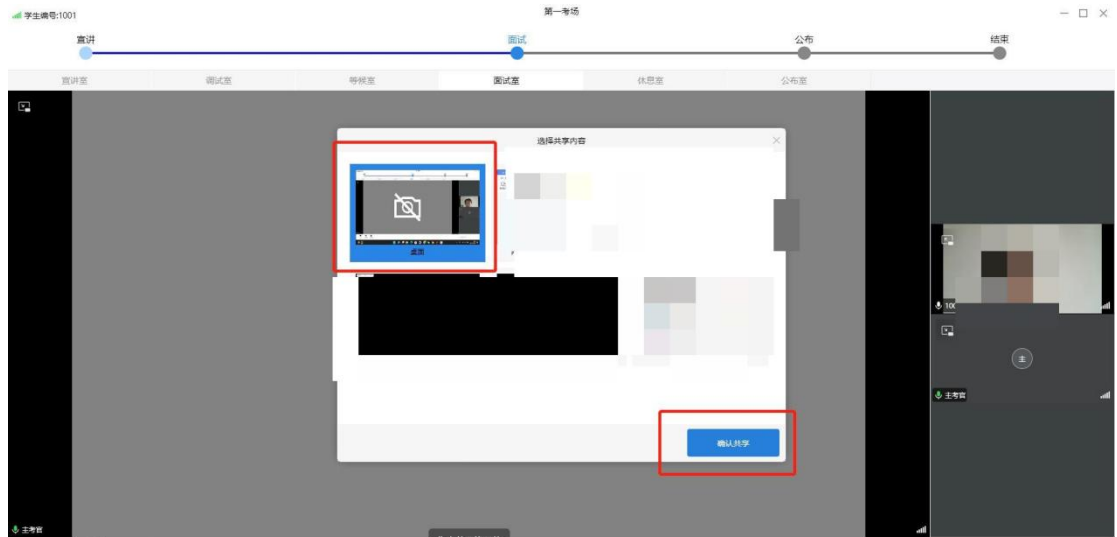 学生编号:1001
第一考场
宣讲
面试
公布
结束
宣讲室
调试室
等候室
面试室
休息室
公布室
选择共享内容
桌面
确认共享
主
主考官
主考官